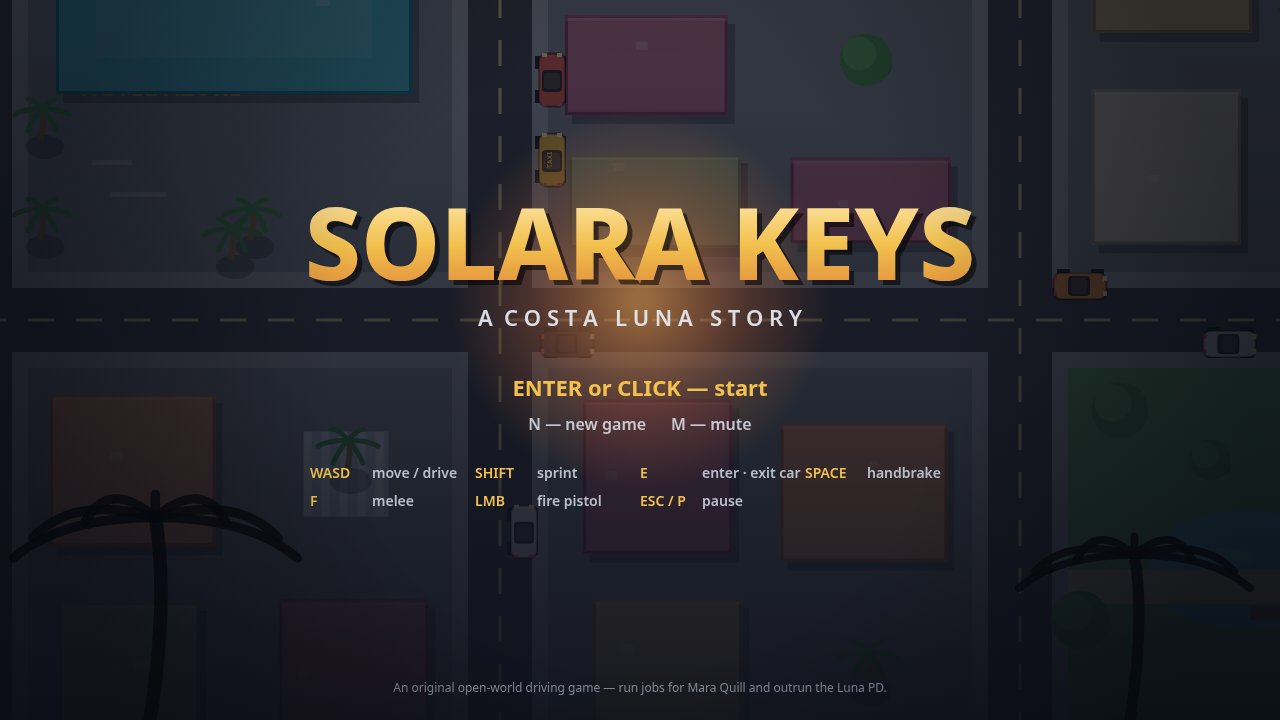 TAXI
SOLARA KEYS
A COSTA LUNA STORY
ENTER or CLICK — start
N — new game M — mute
WASD move / drive SHIFT sprint E enter · exit car SPACE handbrake
F melee LMB fire pistol ESC / P pause
An original open-world driving game — run jobs for Mara Quill and outrun the Luna PD.